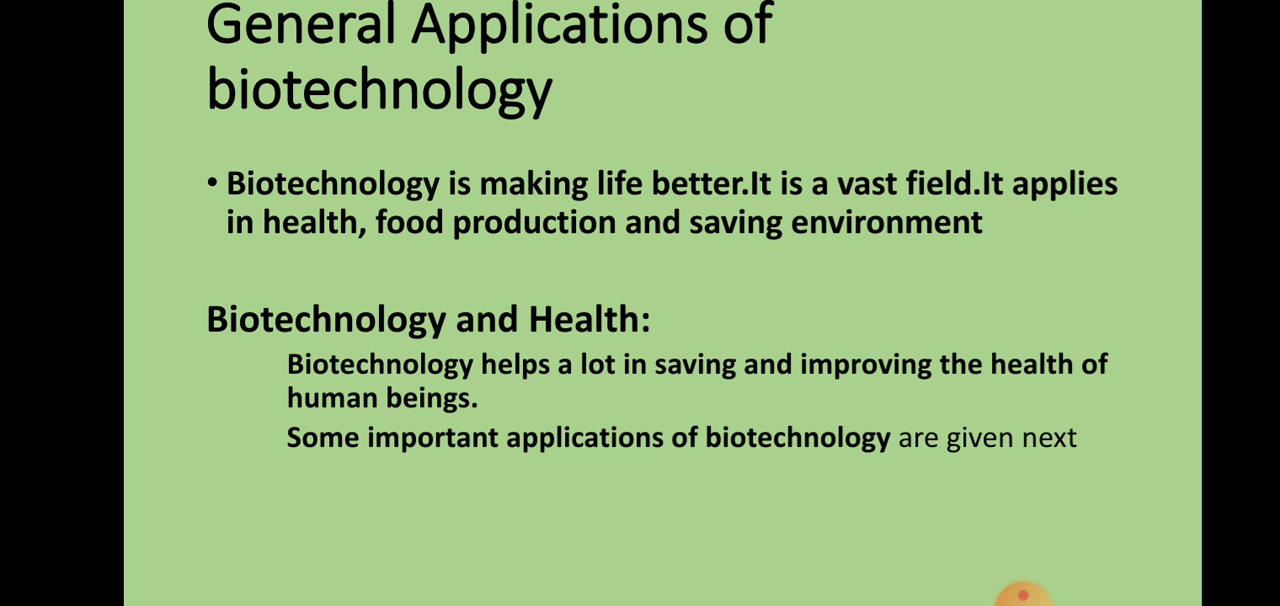 General Applications of
biotechnology
• Biotechnology is making life better.It is a vast field.It applies
in health, food production and saving environment
Biotechnology and Health:
Biotechnology helps a lot in saving and improving the health of
human beings.
Some important applications of biotechnology are given next